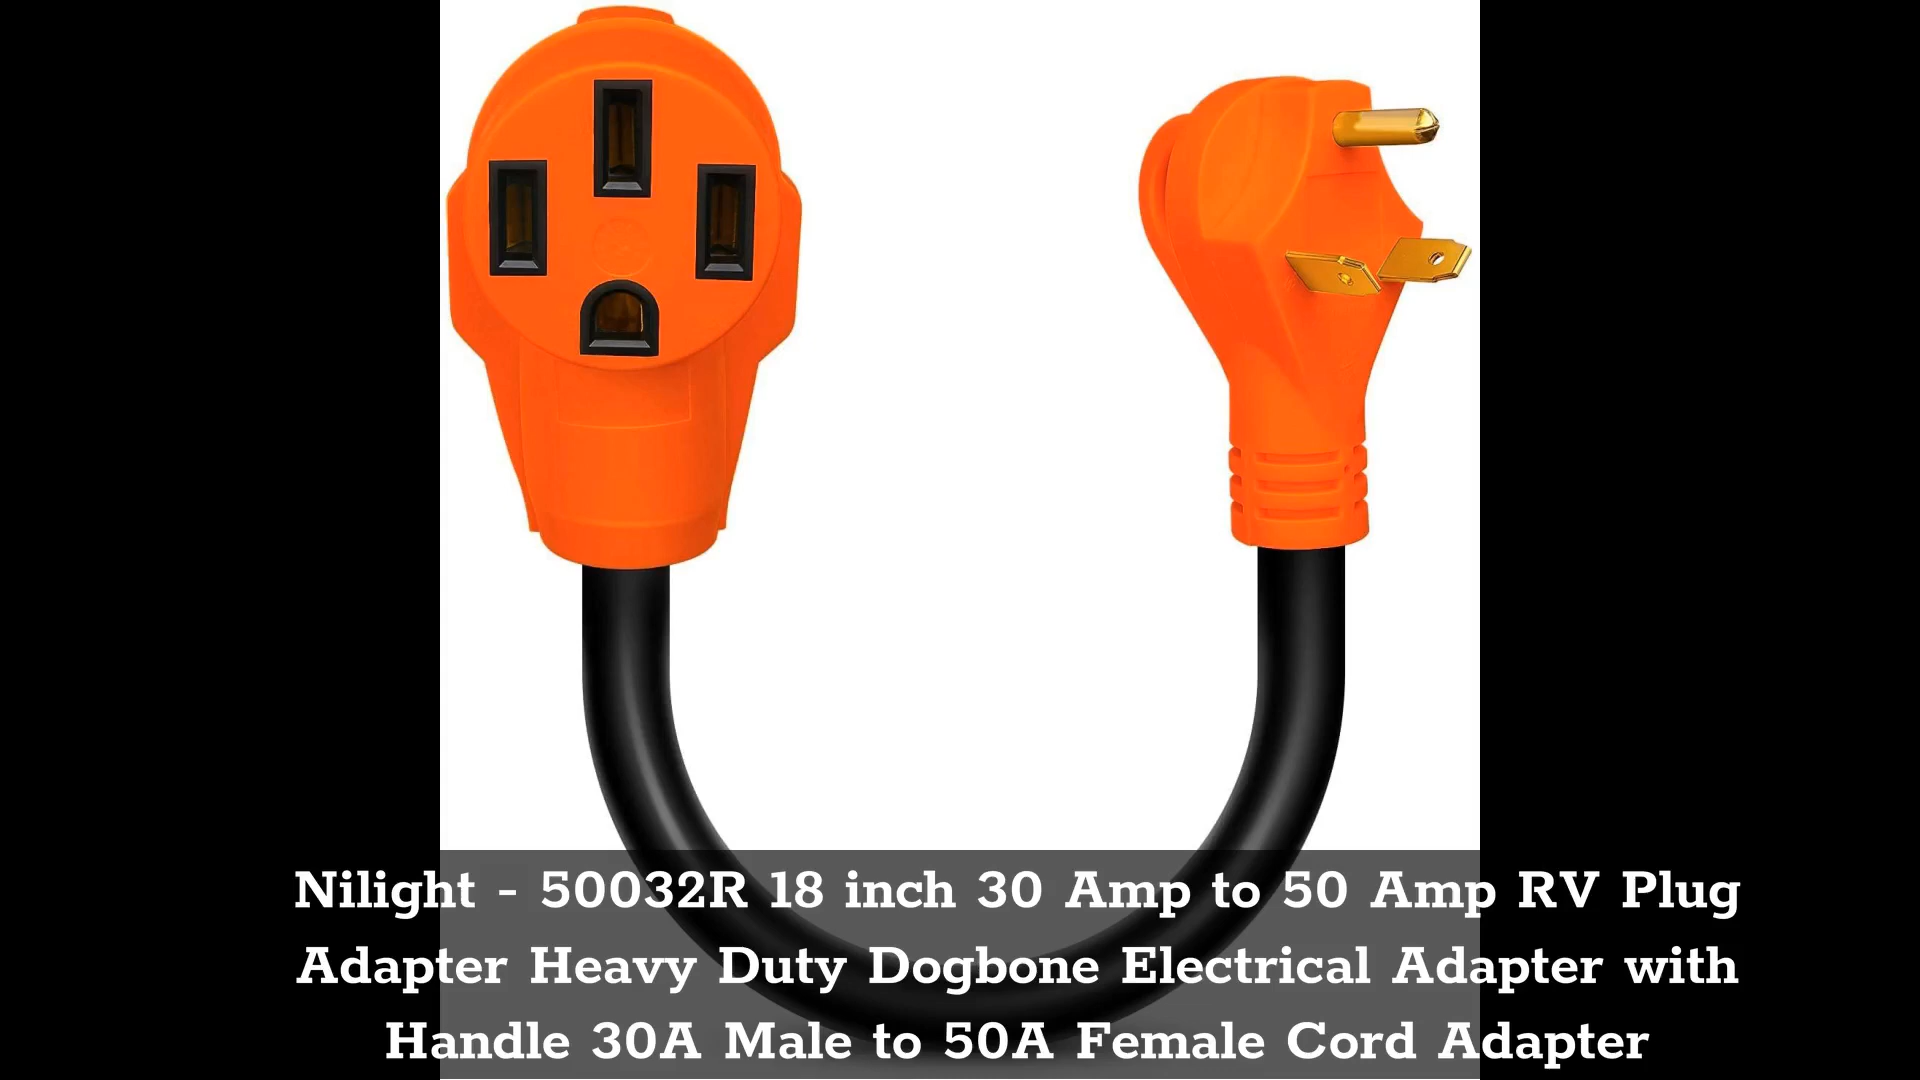 Nilight - 50032R 18 inch 30 Amp to 50 Amp RV Plug
Adapter Heavy Duty Dogbone Electrical Adapter with
Handle 30A Male to 50A Female Cord Adapter